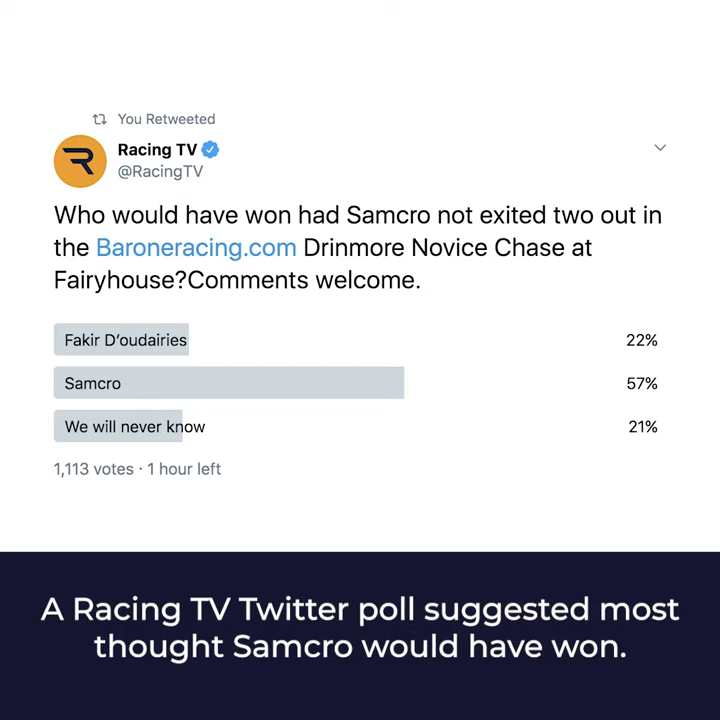 You Retweeted
Racing TV
@RacingTV
Who would have won had Samcro not exited two out in
the Baroneracing.com Drinmore Novice Chase at
Fairyhouse?Comments welcome.
Fakir D’oudairies 22%
Samcro 57%
We will never know 21%
1,113 votes · 1 hour left
A Racing TV Twitter poll suggested most
thought Samcro would have won.